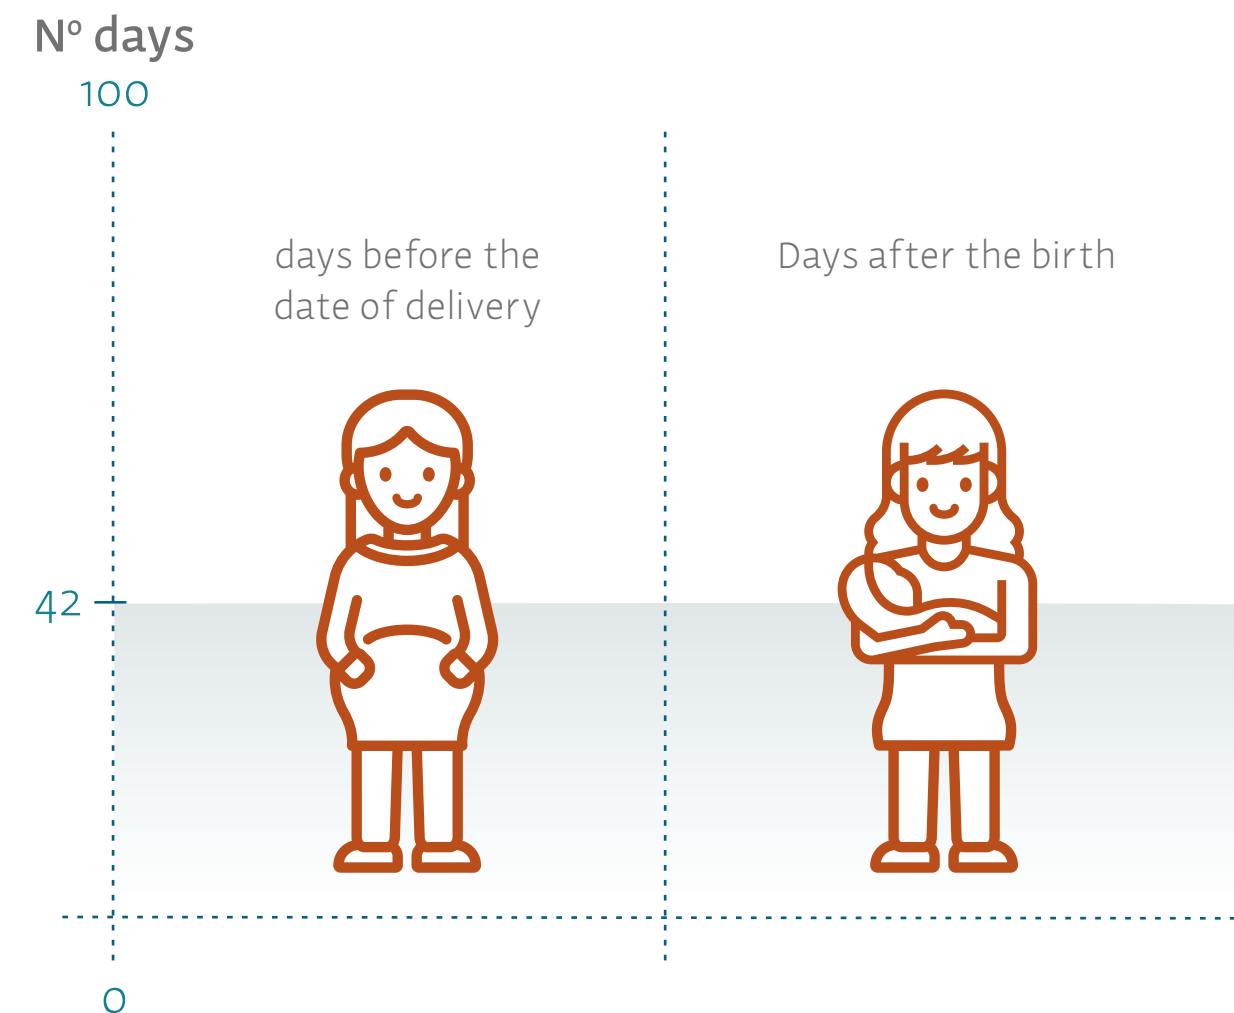 Nº days
100
days before the
date of delivery
Days after the birth
42
0